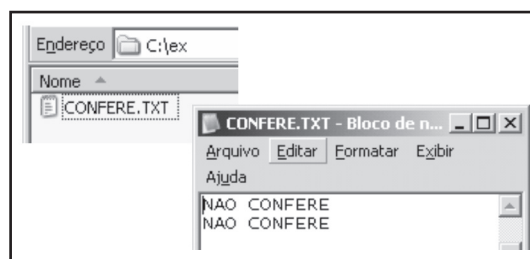 Endereço C:\ex
Nome
CONFERE.TXT
CONFERE.TXT - Bloco de n...
Arquivo Editar Formatar Exibir
Ajuda
NAO CONFERE
NAO CONFERE